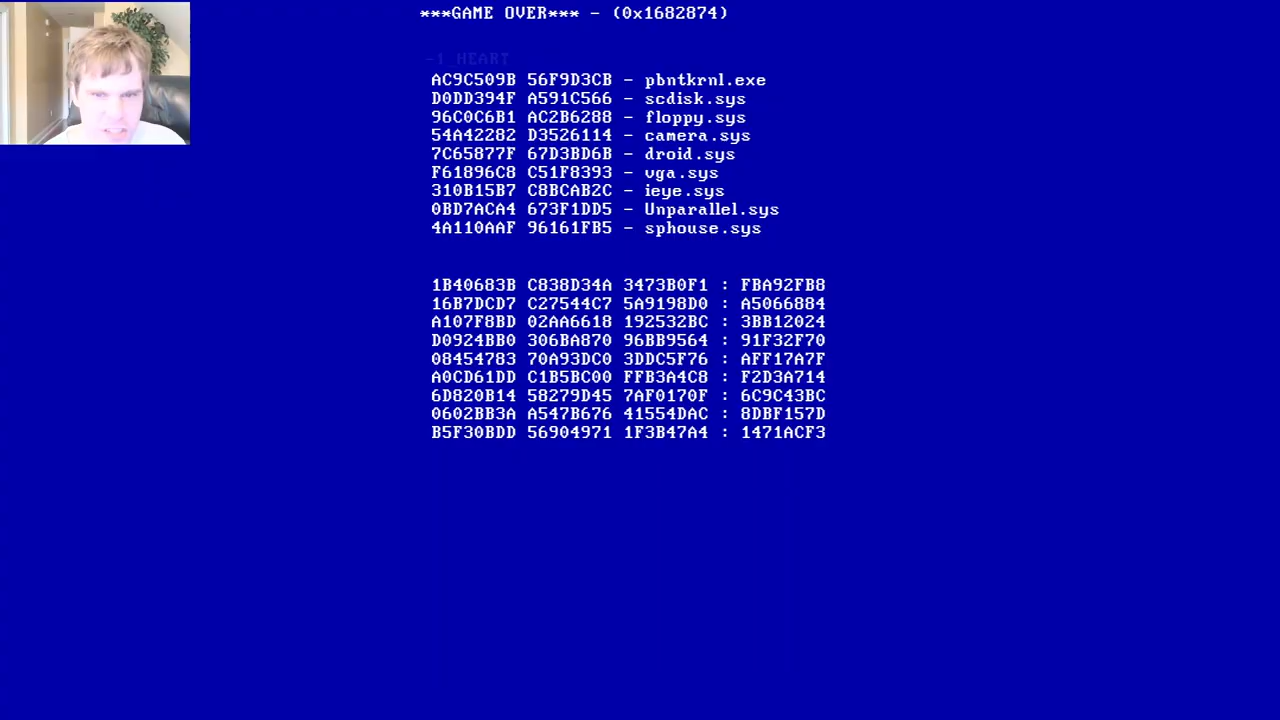 ***GAME OVER*** - (0x1682874)
-1 HEART
AC9C509B 56F9D3CB - pbntkrnl.exe
D0DD394F A591C566 - scdisk.sys
96C0C6B1 AC2B6288 - floppy.sys
54A42282 D3526114 - camera.sys
7C65877F 67D3BD6B - droid.sys
F61896C8 C51F8393 - vga.sys
310B15B7 C8BCAB2C - ieye.sys
0BD7ACA4 673F1DD5 - Unparallel.sys
4A110AAF 96161FB5 - sphouse.sys
1B40683B C838D34A 3473B0F1 : FBA92FB8
16B7DCD7 C27544C7 5A9198D0 : A5066884
A107F8BD 02AA6618 192532BC : 3BB12024
D0924BB0 306BA870 96BB9564 : 91F32F70
08454783 70A93DC0 3DDC5F76 : AFF17A7F
A0CD61DD C1B5BC00 FFB3A4C8 : F2D3A714
6D820B14 58279D45 7AF0170F : 6C9C43BC
0602BB3A A547B676 41554DAC : 8DBF157D
B5F30BDD 56904971 1F3B47A4 : 1471ACF3